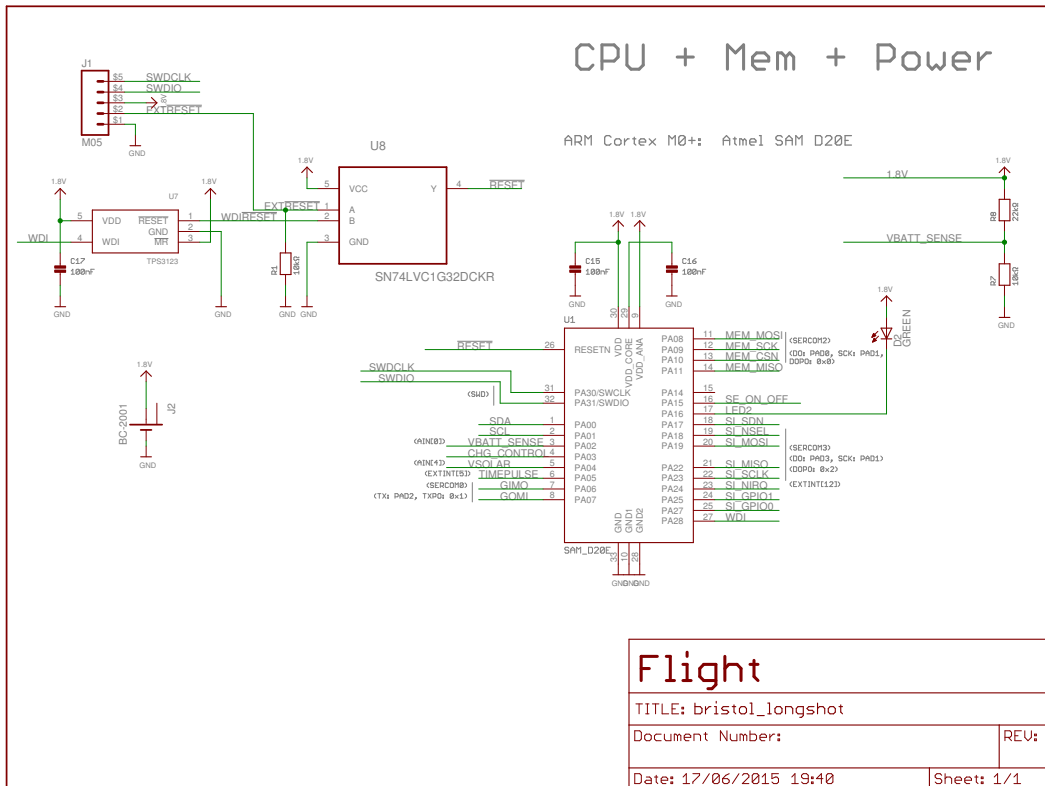 CPU + Mem + Power
ARM Cortex M0+: Atmel SAM D20E
J1
$5 SWDCLK
$4 SWDIO
$3
$2 EXTRESET
$1
M05
GND
U8
1.8V
5 VCC Y 4 RESET
EXTRESET 1 A
WDIRESET 2 B
3 GND
SN74LVC1G32DCKR
GND
R1
10kΩ
GND
1.8V
1.8V
U7
5 VDD RESET 1
GND 2
WDI 4 WDI MR 3
TPS3123
C17
100nF
GND
GND
1.8V
BC-2001
J2
GND
1.8V
R8
22kΩ
VBATT_SENSE
R7
10kΩ
GND
1.8V
1.8V
1.8V
C15
100nF
GND
C16
100nF
GND
1.8V
D2
GREEN
U1
30 VDD
29 VDD_CORE
9 VDD_ANA
RESET 26 RESETN
SWDCLK
SWDIO
(SWD)
31 PA30/SWCLK
32 PA31/SWDIO
SDA 1 PA00
SCL 2 PA01
(AIN[0]) VBATT_SENSE 3 PA02
CHG_CONTROL 4 PA03
(AIN[4]) VSOLAR 5 PA04
(EXTINT[5]) TIMEPULSE 6 PA05
(SERCOM0) GIMO 7 PA06
(TX: PAD2, TXPO: 0x1) GOMI 8 PA07
PA08 11 MEM_MOSI
PA09 12 MEM_SCK
PA10 13 MEM_CSN
PA11 14 MEM_MISO
(SERCOM2)
(DO: PAD0, SCK: PAD1,
DOPO: 0x0)
PA14 15
PA15 16 SE_ON_OFF
PA16 17 LED2
PA17 18 SI_SDN
PA18 19 SI_NSEL
PA19 20 SI_MOSI
PA22 21 SI_MISO
PA23 22 SI_SCLK
PA24 23 SI_NIRQ
PA25 24 SI_GPIO1
PA27 25 SI_GPIO0
PA28 27 WDI
(SERCOM3)
(DO: PAD3, SCK: PAD1)
(DOPO: 0x2)
(EXTINT[12])
GND 33
GND1 10
GND2 28
SAM_D20E
GND GND GND
Flight
TITLE: bristol_longshot
Document Number:
REV:
Date: 17/06/2015 19:40
Sheet: 1/1